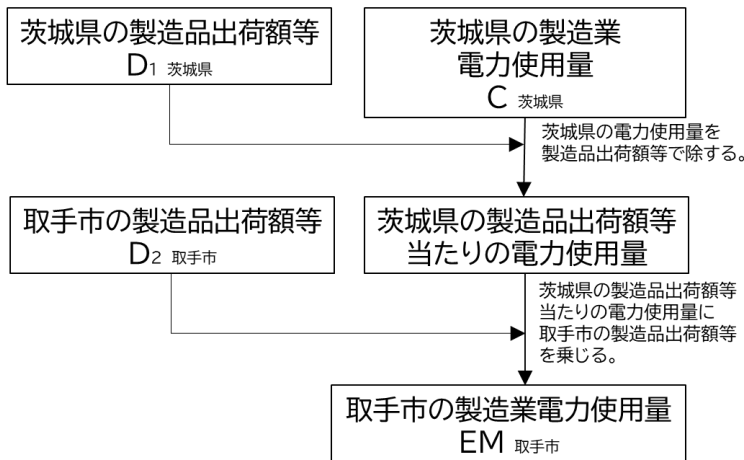 茨城県の製造品出荷額等
D1 茨城県
茨城県の製造業
電力使用量
C 茨城県
茨城県の電力使用量を
製造品出荷額等で除する。
取手市の製造品出荷額等
D2 取手市
茨城県の製造品出荷額等
当たりの電力使用量
茨城県の製造品出荷額等
当たりの電力使用量に
取手市の製造品出荷額等
を乗じる。
取手市の製造業電力使用量
EM 取手市